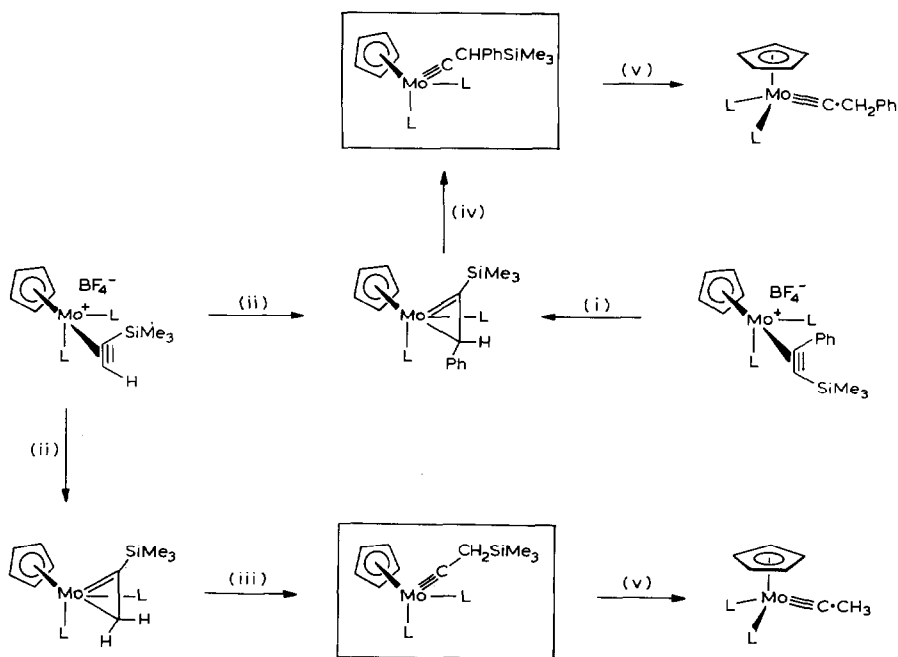 CHPhSiMe₃
C
Mo
L
L
(v)
Mo
C•CH₂Ph
L
L
(iv)
BF₄⁻
Mo⁺
L
L
SiMe₃
H
(ii)
SiMe₃
Mo
L
L
H
Ph
(i)
BF₄⁻
Mo⁺
L
L
Ph
SiMe₃
(ii)
SiMe₃
Mo
L
L
H
H
(iii)
CH₂SiMe₃
C
Mo
L
L
(v)
Mo
C•CH₃
L
L